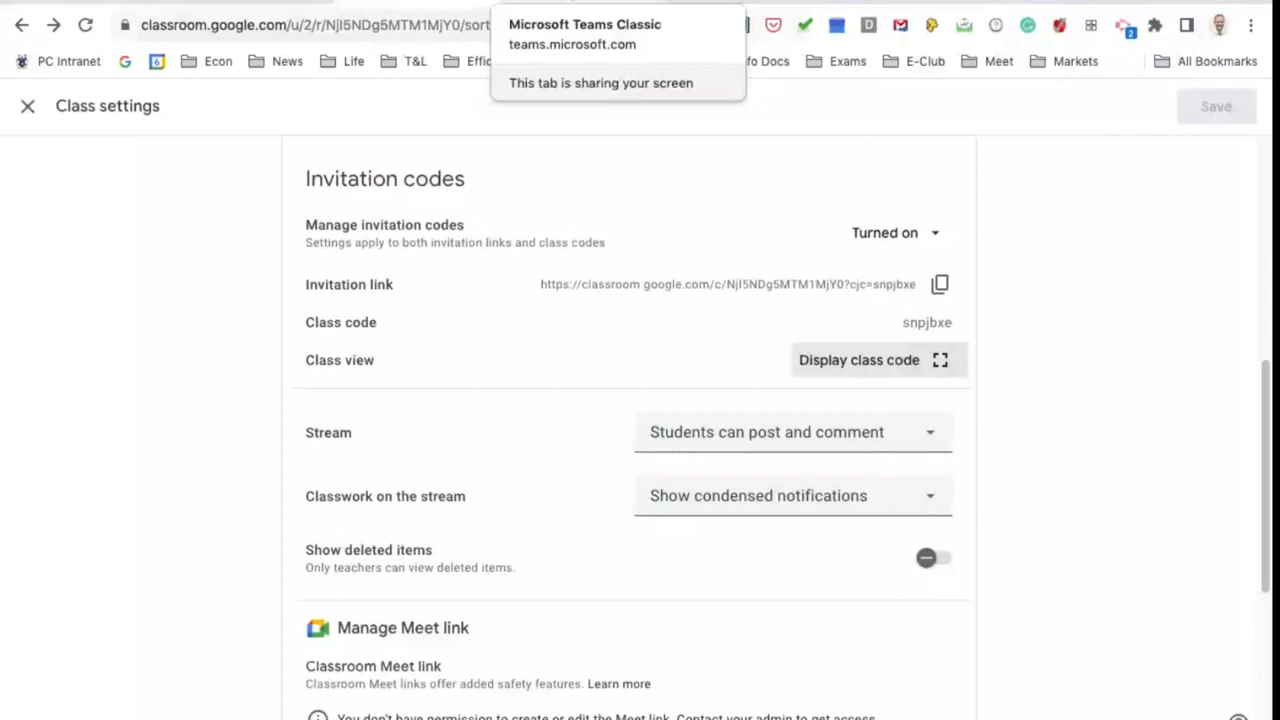 classroom.google.com/u/2/r/NjI5NDg5MTM1MjY0/sort
Microsoft Teams Classic
teams.microsoft.com
This tab is sharing your screen
2
PC Intranet
Econ
News
Life
T&L
Effic
fo Docs
Exams
E-Club
Meet
Markets
All Bookmarks
Class settings
Save
Invitation codes
Manage invitation codes
Settings apply to both invitation links and class codes
Turned on
Invitation link
https://classroom.google.com/c/NjI5NDg5MTM1MjY0?cjc=snpjbxe
Class code
snpjbxe
Class view
Display class code
Stream
Students can post and comment
Classwork on the stream
Show condensed notifications
Show deleted items
Only teachers can view deleted items.
Manage Meet link
Classroom Meet link
Classroom Meet links offer added safety features. Learn more
You don't have permission to create or edit the Meet link. Contact your admin to get access